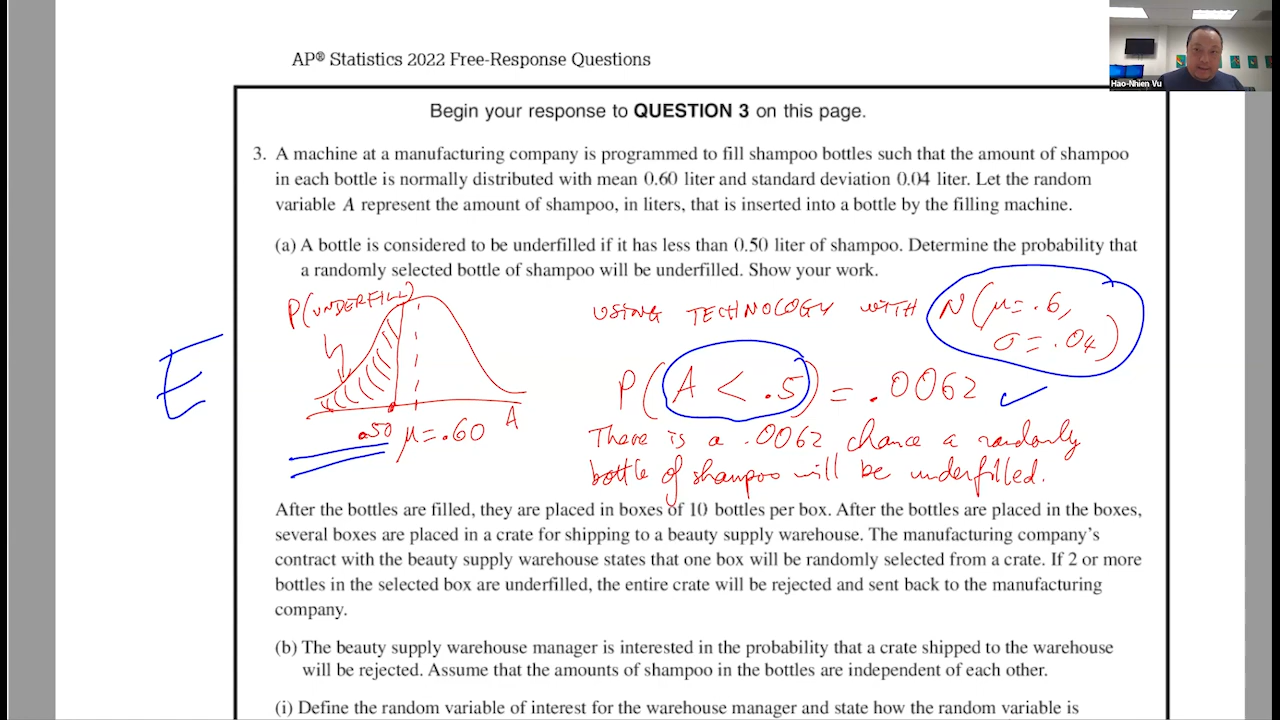 AP® Statistics 2022 Free-Response Questions
Hao-Nhien Vu
Begin your response to QUESTION 3 on this page.
3. A machine at a manufacturing company is programmed to fill shampoo bottles such that the amount of shampoo
in each bottle is normally distributed with mean 0.60 liter and standard deviation 0.04 liter. Let the random
variable A represent the amount of shampoo, in liters, that is inserted into a bottle by the filling machine.
(a) A bottle is considered to be underfilled if it has less than 0.50 liter of shampoo. Determine the probability that
a randomly selected bottle of shampoo will be underfilled. Show your work.
P(UNDERFILL)
E
.50 μ=.60 A
USING TECHNOLOGY WITH N(μ=.6,
σ=.04)
P(A < .5) = .0062 ✓
There is a .0062 chance a randomly
bottle of shampoo will be underfilled.
After the bottles are filled, they are placed in boxes of 10 bottles per box. After the bottles are placed in the boxes,
several boxes are placed in a crate for shipping to a beauty supply warehouse. The manufacturing company's
contract with the beauty supply warehouse states that one box will be randomly selected from a crate. If 2 or more
bottles in the selected box are underfilled, the entire crate will be rejected and sent back to the manufacturing
company.
(b) The beauty supply warehouse manager is interested in the probability that a crate shipped to the warehouse
will be rejected. Assume that the amounts of shampoo in the bottles are independent of each other.
(i) Define the random variable of interest for the warehouse manager and state how the random variable is